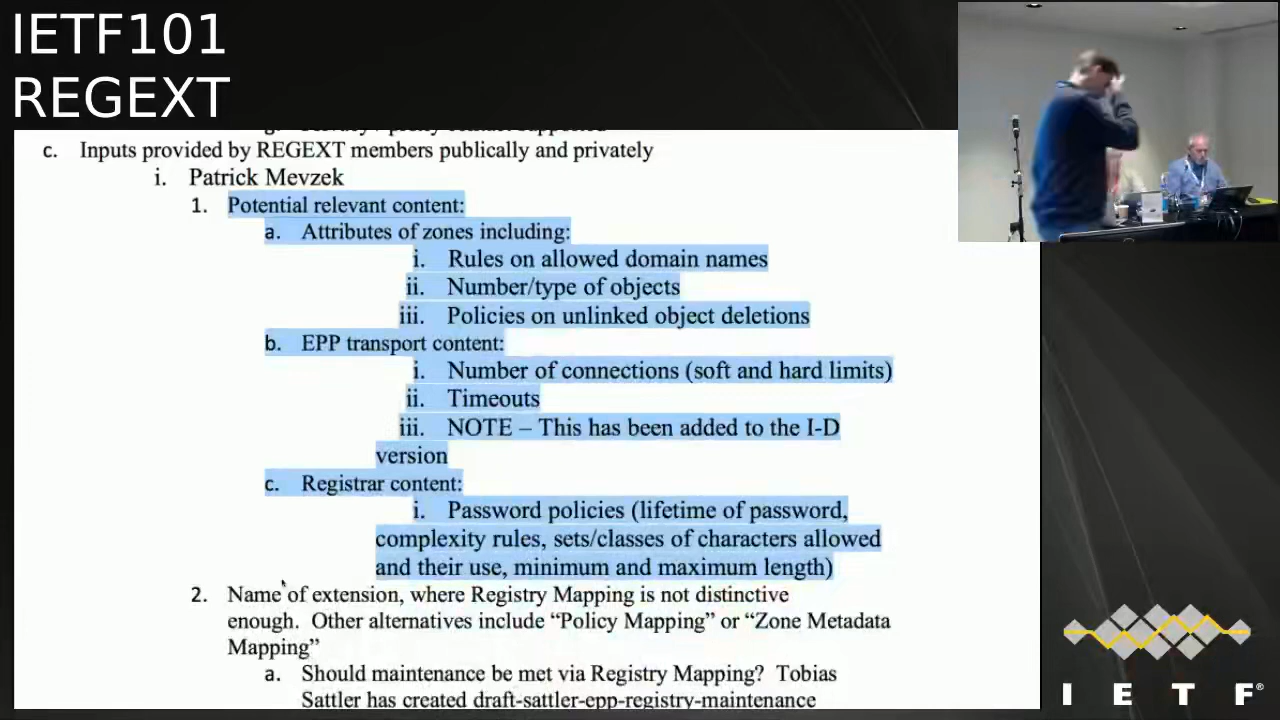 IETF101
REGEXT
c. Inputs provided by REGEXT members publically and privately
i. Patrick Mevzek
1. Potential relevant content:
a. Attributes of zones including:
i. Rules on allowed domain names
ii. Number/type of objects
iii. Policies on unlinked object deletions
b. EPP transport content:
i. Number of connections (soft and hard limits)
ii. Timeouts
iii. NOTE – This has been added to the I-D
version
c. Registrar content:
i. Password policies (lifetime of password,
complexity rules, sets/classes of characters allowed
and their use, minimum and maximum length)
2. Name of extension, where Registry Mapping is not distinctive
enough. Other alternatives include “Policy Mapping” or “Zone Metadata
Mapping”
a. Should maintenance be met via Registry Mapping? Tobias
Sattler has created draft-sattler-epp-registry-maintenance
I E T F®